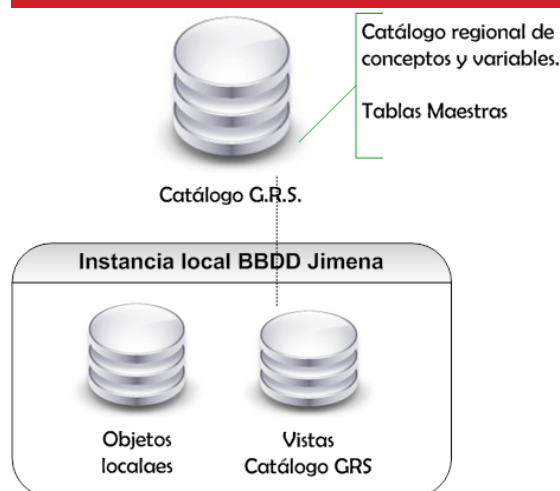 Catálogo regional de
conceptos y variables.
Tablas Maestras
Catálogo G.R.S.
Instancia local BBDD Jimena
Objetos
localaes
Vistas
Catálogo GRS